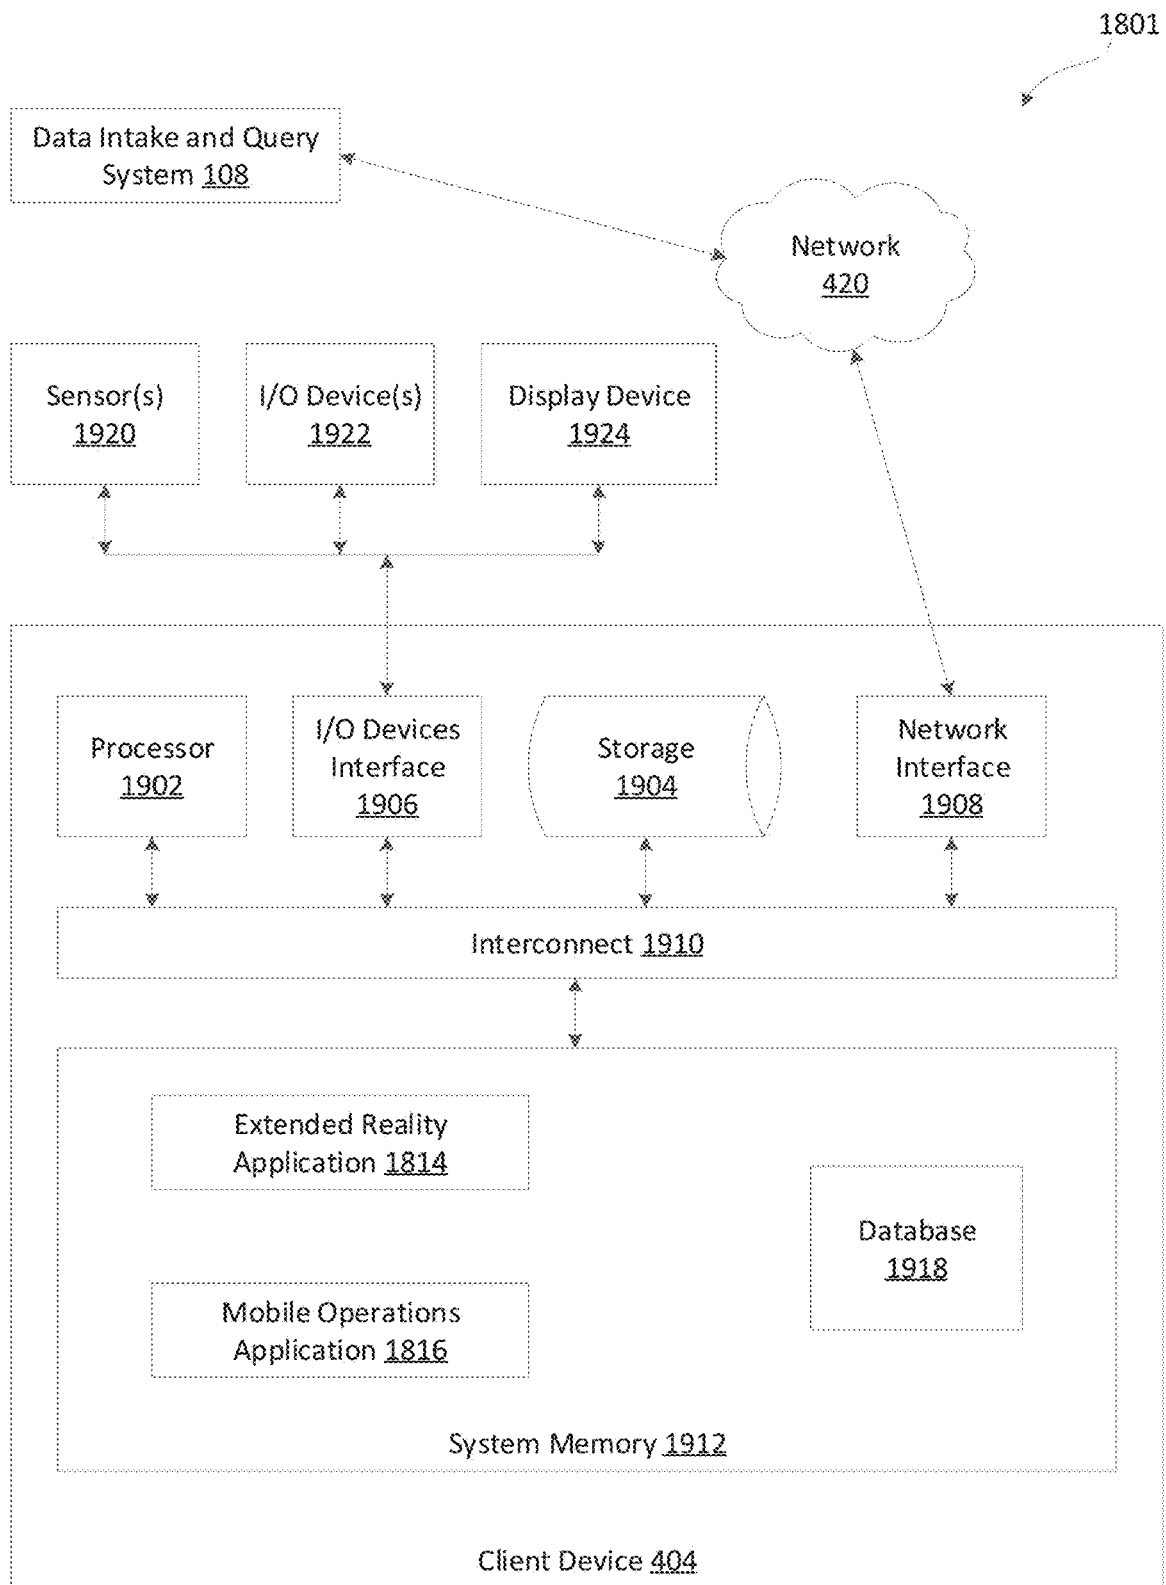 1801
Data Intake and Query
System 108
Network
420
Sensor(s)
1920
I/O Device(s)
1922
Display Device
1924
Processor
1902
I/O Devices
Interface
1906
Storage
1904
Network
Interface
1908
Interconnect 1910
Extended Reality
Application 1814
Database
1918
Mobile Operations
Application 1816
System Memory 1912
Client Device 404